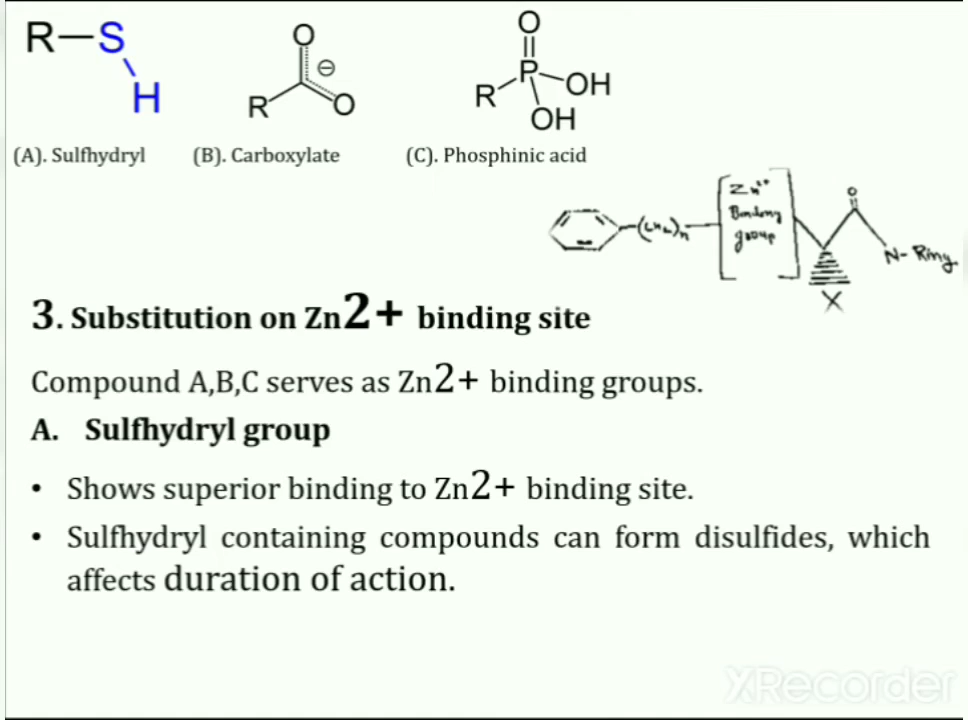 R—S
H
O
R
O
⊖
O
R
P
OH
OH
(A). Sulfhydryl
(B). Carboxylate
(C). Phosphinic acid
Zn²⁺
Binding
group
(CH₂)n
O
N- Ring
X
3. Substitution on Zn2+ binding site
Compound A,B,C serves as Zn2+ binding groups.
A. Sulfhydryl group
• Shows superior binding to Zn2+ binding site.
• Sulfhydryl containing compounds can form disulfides, which
affects duration of action.
XRecorder